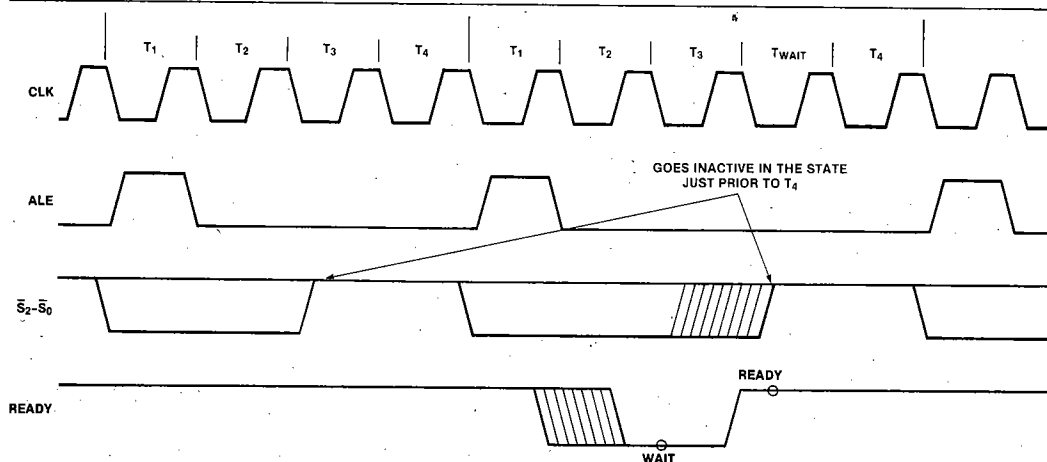 T1 T2 T3 T4 T1 T2 T3 TWAIT T4
CLK
GOES INACTIVE IN THE STATE
JUST PRIOR TO T4
ALE
S̅2-S̅0
READY
READY
WAIT